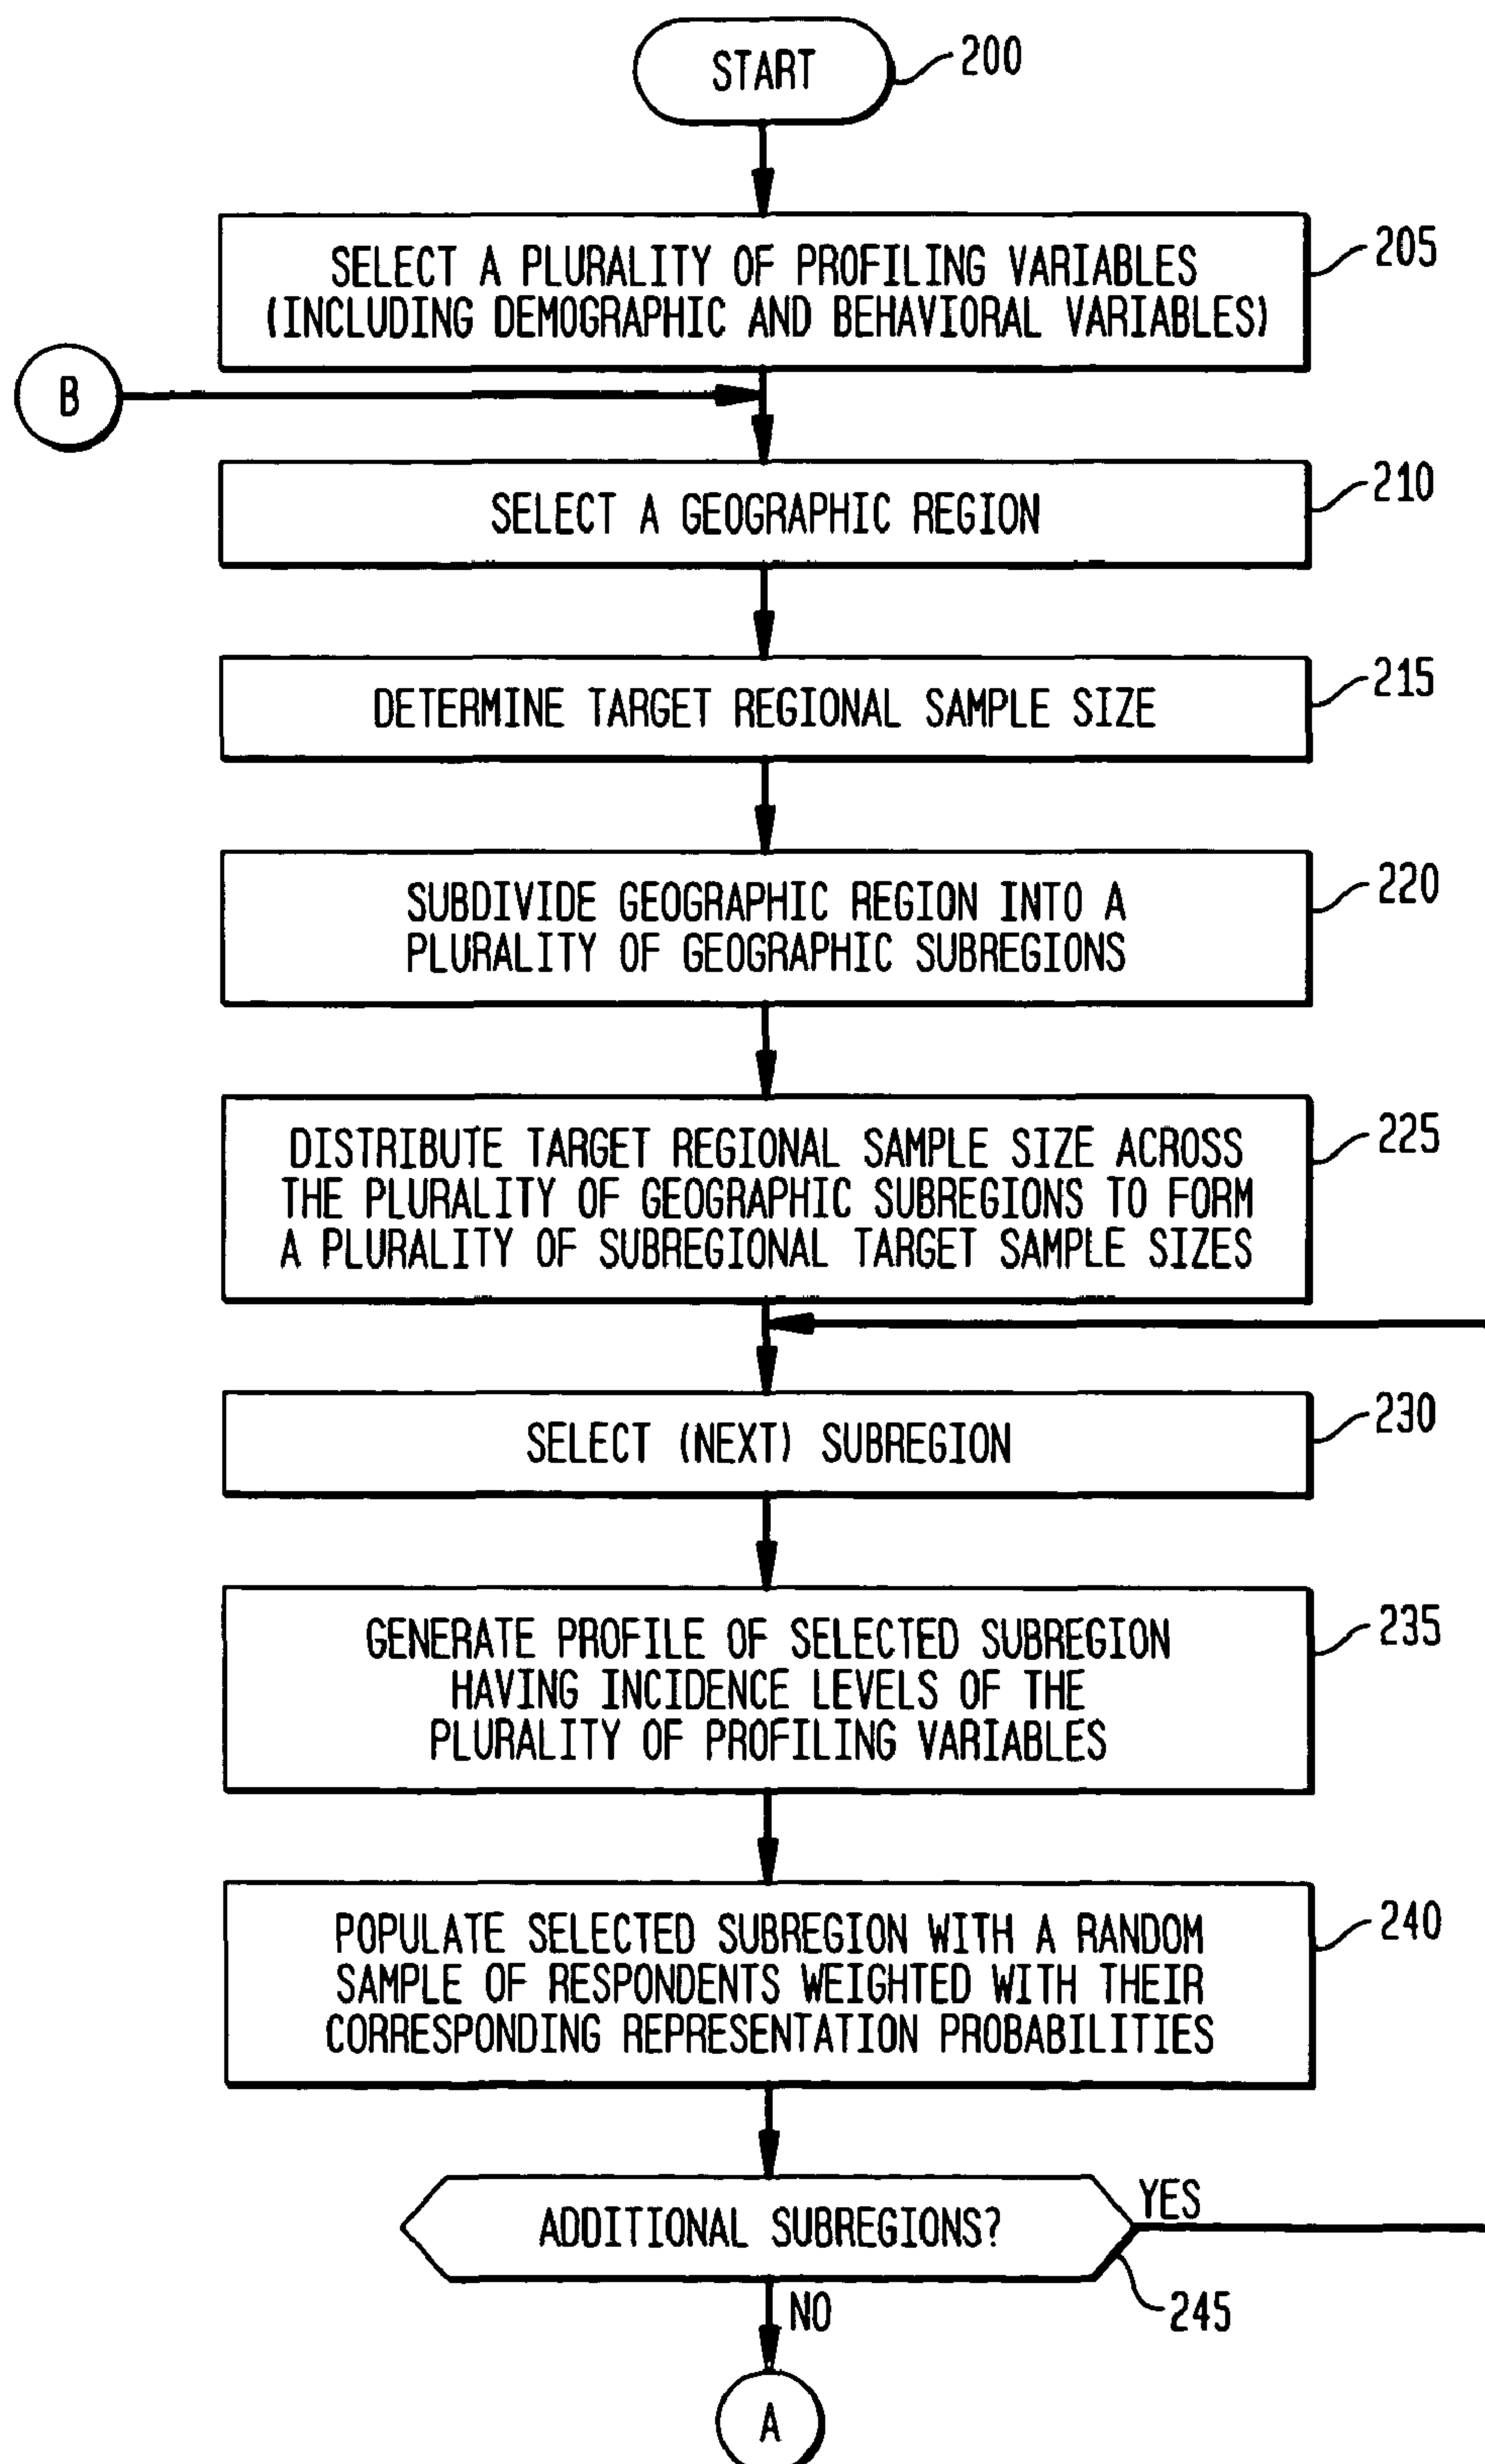 START
200
SELECT A PLURALITY OF PROFILING VARIABLES
(INCLUDING DEMOGRAPHIC AND BEHAVIORAL VARIABLES)
205
B
SELECT A GEOGRAPHIC REGION
210
DETERMINE TARGET REGIONAL SAMPLE SIZE
215
SUBDIVIDE GEOGRAPHIC REGION INTO A
PLURALITY OF GEOGRAPHIC SUBREGIONS
220
DISTRIBUTE TARGET REGIONAL SAMPLE SIZE ACROSS
THE PLURALITY OF GEOGRAPHIC SUBREGIONS TO FORM
A PLURALITY OF SUBREGIONAL TARGET SAMPLE SIZES
225
SELECT (NEXT) SUBREGION
230
GENERATE PROFILE OF SELECTED SUBREGION
HAVING INCIDENCE LEVELS OF THE
PLURALITY OF PROFILING VARIABLES
235
POPULATE SELECTED SUBREGION WITH A RANDOM
SAMPLE OF RESPONDENTS WEIGHTED WITH THEIR
CORRESPONDING REPRESENTATION PROBABILITIES
240
ADDITIONAL SUBREGIONS?
YES
245
NO
A